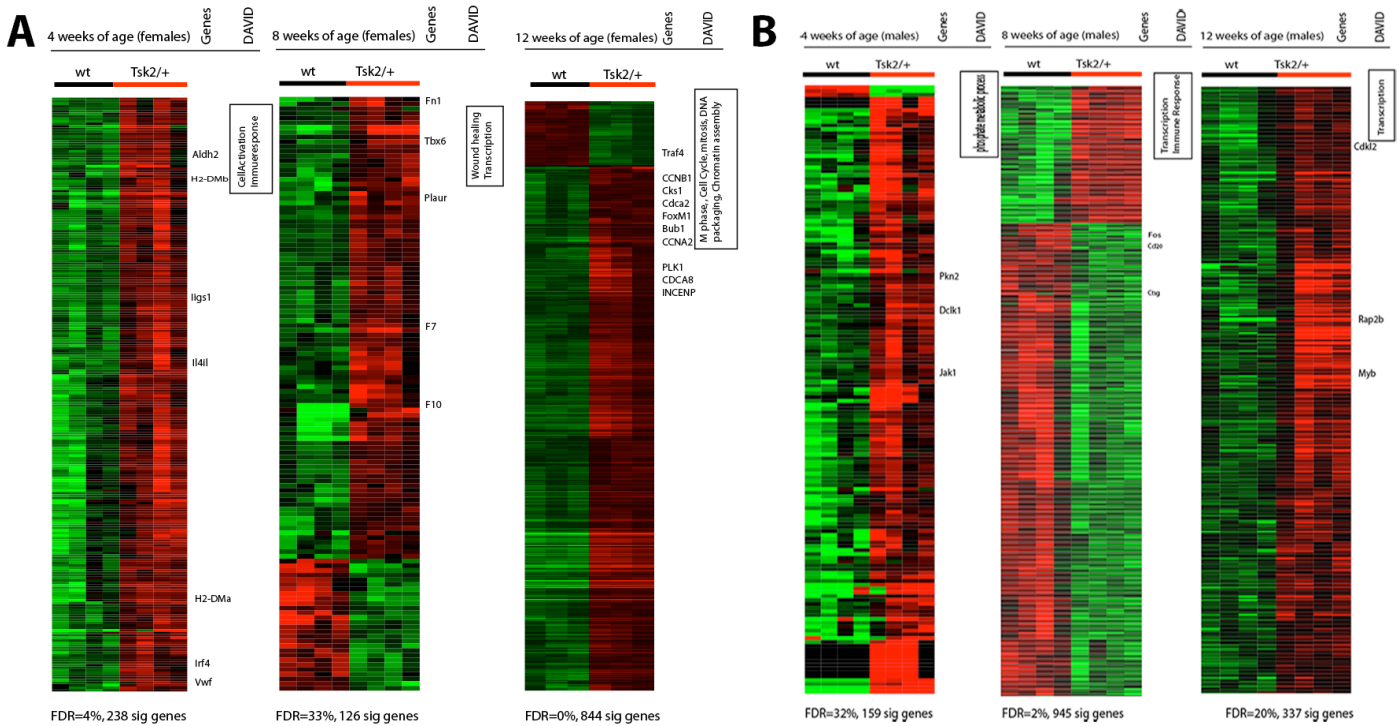 A
4 weeks of age (females)
Genes
DAVID
wt
Tsk2/+
Aldh2
H2-DMb
Iigs1
Il4il
H2-DMa
Irf4
Vwf
CellActivation
Immueresponse
FDR=4%, 238 sig genes
8 weeks of age (females)
Genes
DAVID
wt
Tsk2/+
Fn1
Tbx6
Plaur
F7
F10
Wound healing
Transcription
FDR=33%, 126 sig genes
12 weeks of age (females)
Genes
DAVID
wt
Tsk2/+
Traf4
CCNB1
Cks1
Cdca2
FoxM1
Bub1
CCNA2
PLK1
CDCA8
INCENP
M phase,, Cell Cycle, mitosis, DNA
packaging, Chromatin assembly
FDR=0%, 844 sig genes
B
4 weeks of age (males)
Genes
DAVID
wt
Tsk2/+
Pkn2
Dclk1
Jak1
phosphate metabolic process
FDR=32%, 159 sig genes
8 weeks of age (males)
Genes
DAVID
wt
Tsk2/+
Fos
Cd20
Ctsg
Transcription
Immune Response
FDR=2%, 945 sig genes
12 weeks of age (males)
Genes
DAVID
wt
Tsk2/+
Cdkl2
Rap2b
Myb
Transcription
FDR=20%, 337 sig genes